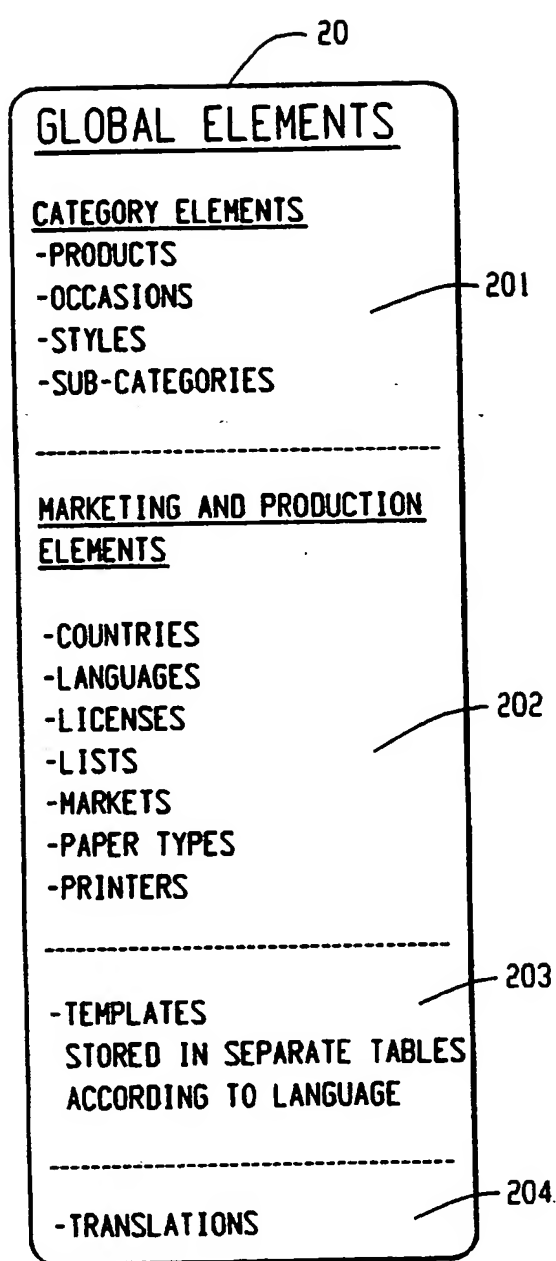 20
GLOBAL ELEMENTS
CATEGORY ELEMENTS
-PRODUCTS
-OCCASIONS
-STYLES
-SUB-CATEGORIES
201
MARKETING AND PRODUCTION
ELEMENTS
-COUNTRIES
-LANGUAGES
-LICENSES
-LISTS
-MARKETS
-PAPER TYPES
-PRINTERS
202
-TEMPLATES
STORED IN SEPARATE TABLES
ACCORDING TO LANGUAGE
203
-TRANSLATIONS
204